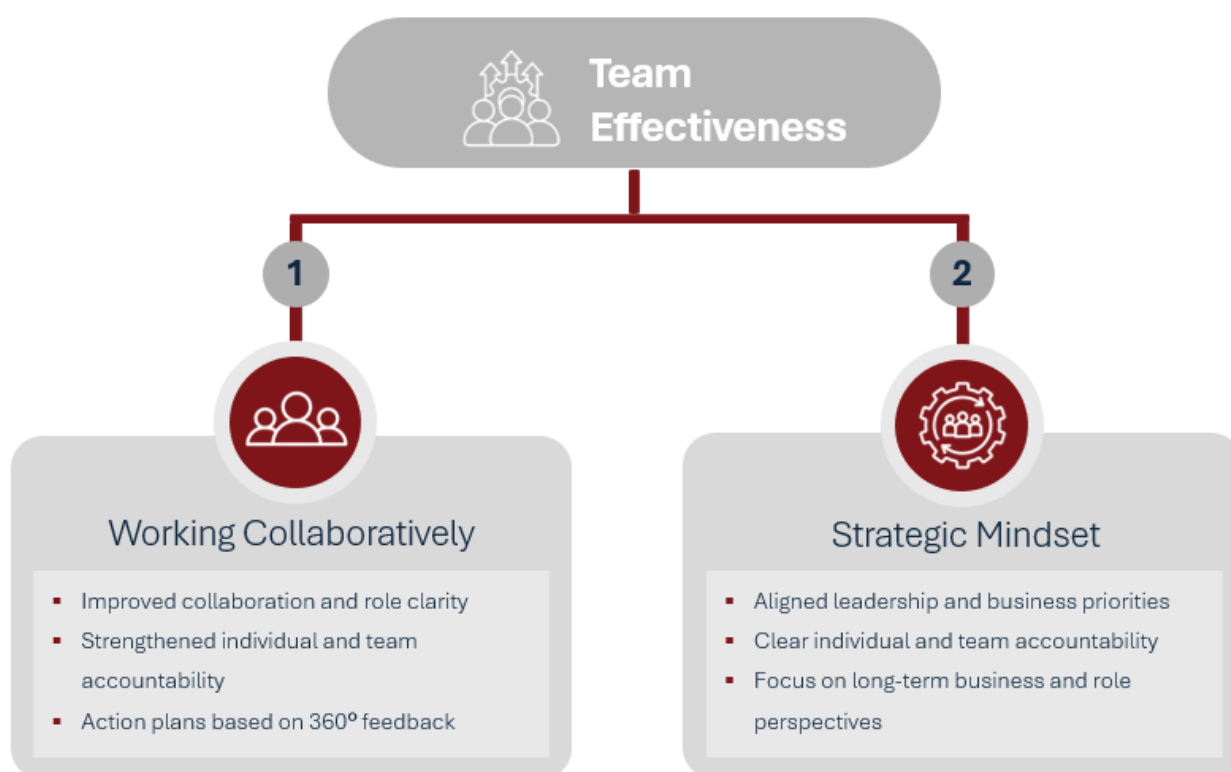 Team
Effectiveness
1
2
Working Collaboratively
▪ Improved collaboration and role clarity
▪ Strengthened individual and team
accountability
▪ Action plans based on 360º feedback
Strategic Mindset
▪ Aligned leadership and business priorities
▪ Clear individual and team accountability
▪ Focus on long-term business and role
perspectives